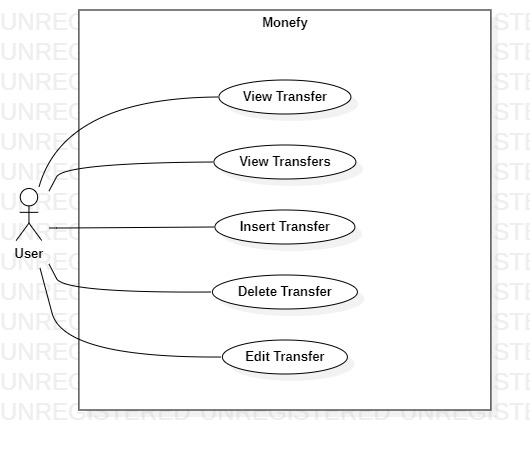 Monefy
View Transfer
View Transfers
Insert Transfer
User
Delete Transfer
Edit Transfer
UNREGISTERED UNREGISTERED UNREGISTERED